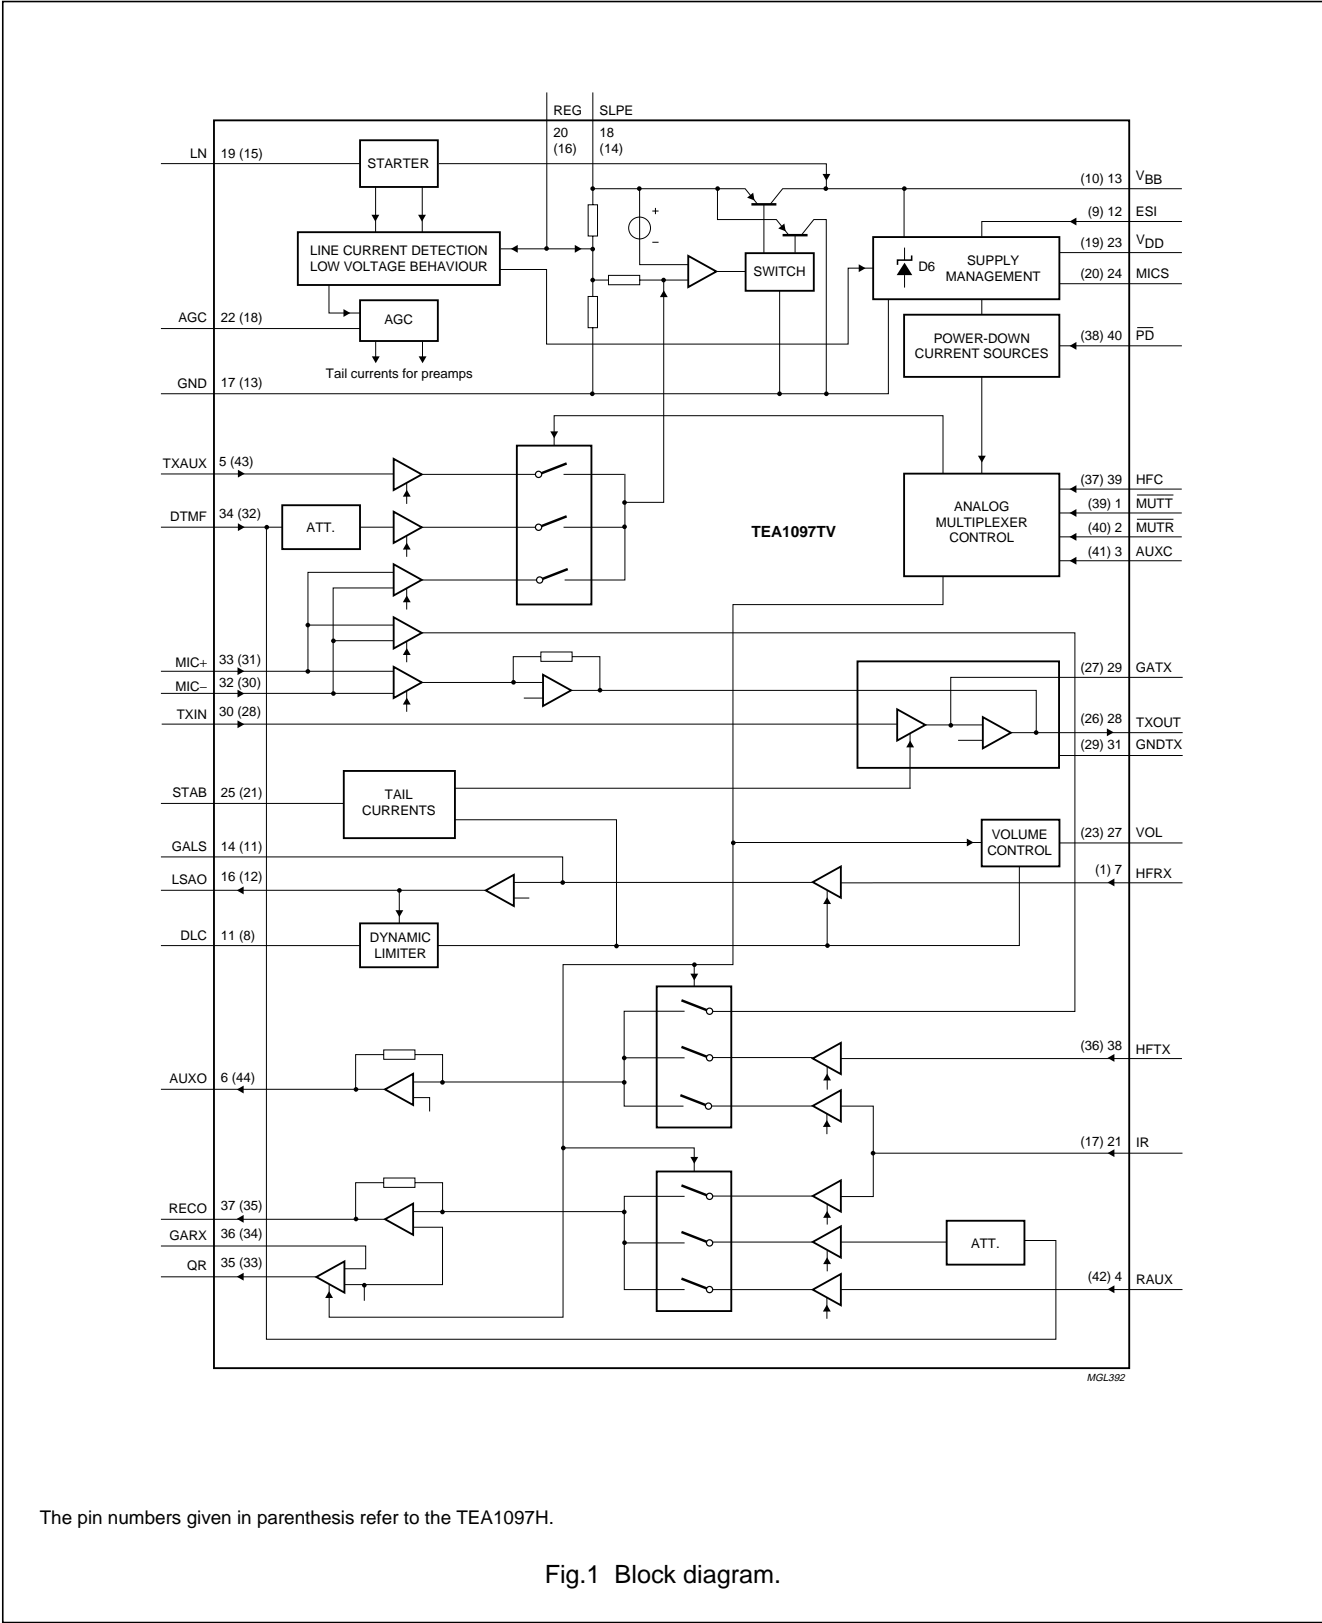 REG SLPE
20 18
(16) (14)
LN 19 (15)
STARTER
(10) 13 VBB
(9) 12 ESI
+
−
LINE CURRENT DETECTION
LOW VOLTAGE BEHAVIOUR
SWITCH
D6
SUPPLY
MANAGEMENT
(19) 23 VDD
(20) 24 MICS
AGC 22 (18)
AGC
POWER-DOWN
CURRENT SOURCES
(38) 40 P̅D̅
Tail currents for preamps
GND 17 (13)
TXAUX 5 (43)
DTMF 34 (32)
ATT.
TEA1097TV
ANALOG
MULTIPLEXER
CONTROL
(37) 39 HFC
(39) 1 M̅U̅T̅T̅
(40) 2 M̅U̅T̅R̅
(41) 3 AUXC
MIC+ 33 (31)
MIC− 32 (30)
TXIN 30 (28)
(27) 29 GATX
(26) 28 TXOUT
(29) 31 GNDTX
STAB 25 (21)
TAIL
CURRENTS
GALS 14 (11)
LSAO 16 (12)
VOLUME
CONTROL
(23) 27 VOL
(1) 7 HFRX
DLC 11 (8)
DYNAMIC
LIMITER
AUXO 6 (44)
(36) 38 HFTX
(17) 21 IR
RECO 37 (35)
GARX 36 (34)
QR 35 (33)
ATT.
(42) 4 RAUX
MGL392
The pin numbers given in parenthesis refer to the TEA1097H.
Fig.1 Block diagram.